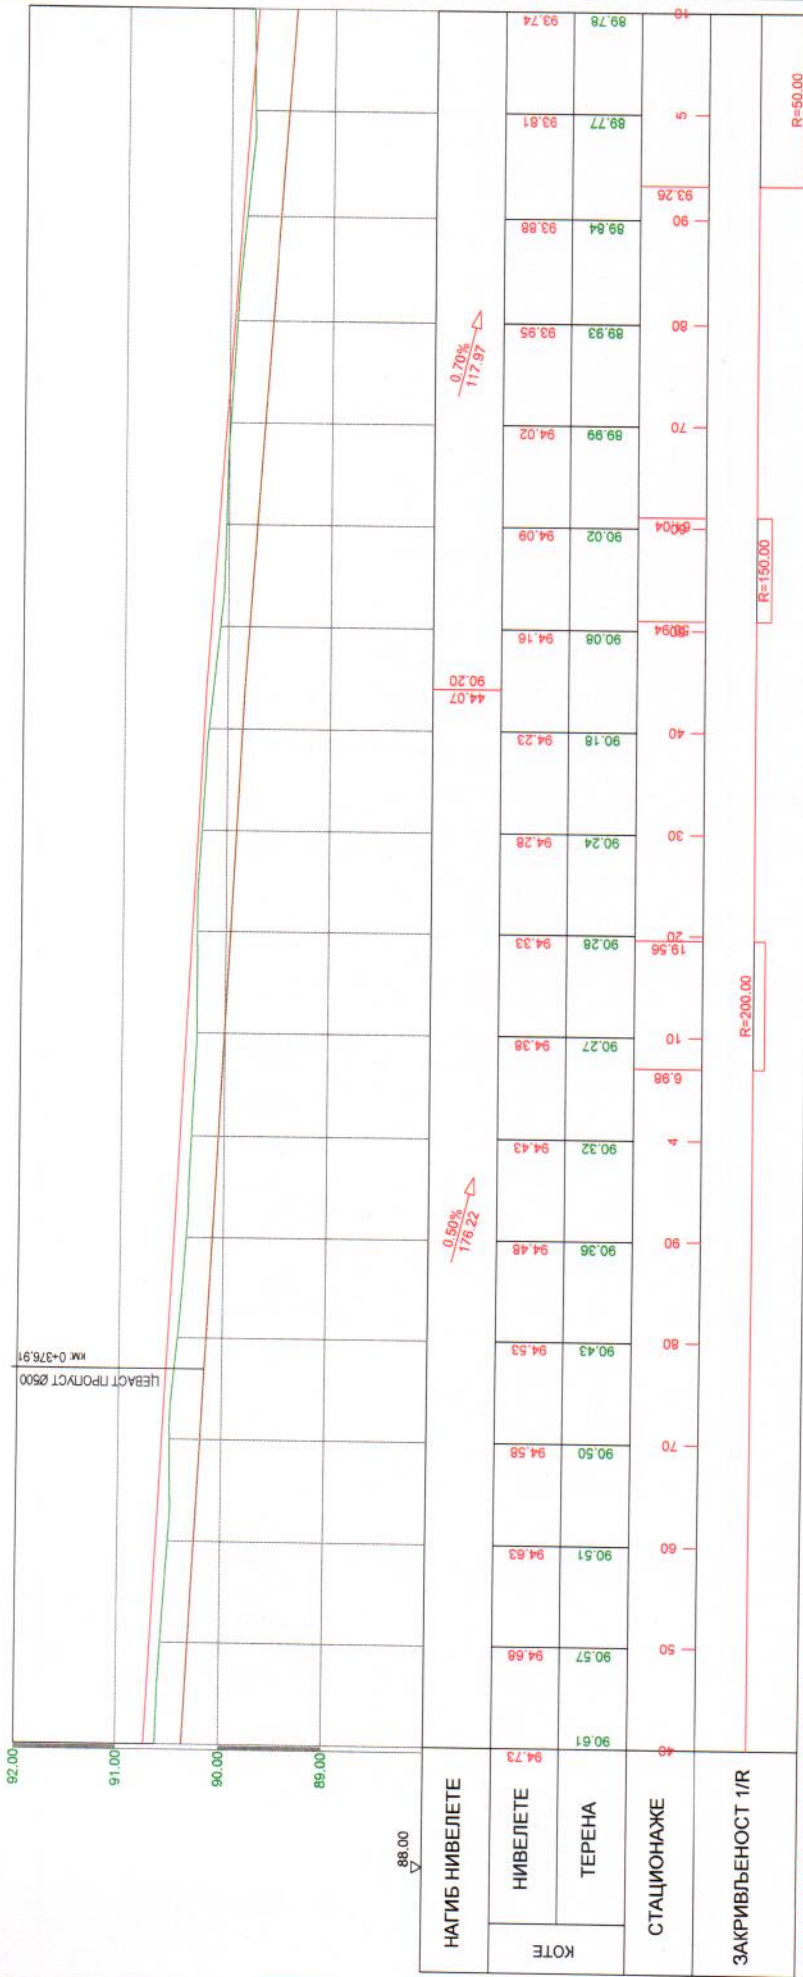 92.00
91.00
90.00
89.00
88.00
ЦЕВАСТ ПРОПУСТ Ø500
км: 0+376.91
НАГИБ НИВЕЛЕТЕ
0.50%
176.22
44.07
90.20
0.70%
117.97
КОТЕ
НИВЕЛЕТЕ
94.73 94.68 94.63 94.58 94.53 94.48 94.43 94.38 94.33 94.28 94.23 94.16 94.09 94.02 93.95 93.88 93.81 93.74
ТЕРЕНА
90.61 90.57 90.51 90.50 90.43 90.36 90.32 90.27 90.28 90.24 90.18 90.08 90.02 89.99 89.93 89.84 89.77 89.78
СТАЦИОНАЖЕ
40 50 60 70 80 90 4 10 20 30 40 50 60 70 80 90 5 10
6.98 19.56 93.26
ЗАКРИВЉЕНОСТ 1/R
R=200.00
R=150.00
R=50.00